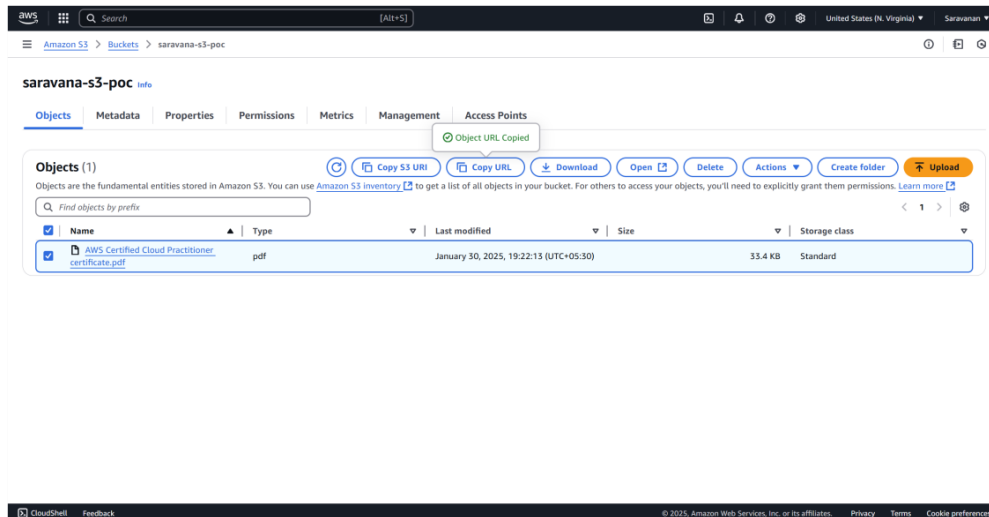 aws Search [Alt+S] United States (N. Virginia) Saravanan
Amazon S3 > Buckets > saravana-s3-poc
saravana-s3-poc Info
Objects Metadata Properties Permissions Metrics Management Access Points
Object URL Copied
Objects (1) Copy S3 URI Copy URL Download Open Delete Actions Create folder Upload
Objects are the fundamental entities stored in Amazon S3. You can use Amazon S3 inventory to get a list of all objects in your bucket. For others to access your objects, you'll need to explicitly grant them permissions. Learn more
Find objects by prefix < 1 >
Name Type Last modified Size Storage class
AWS Certified Cloud Practitioner
certificate.pdf pdf January 30, 2025, 19:22:13 (UTC+05:30) 33.4 KB Standard
CloudShell Feedback © 2025, Amazon Web Services, Inc. or its affiliates. Privacy Terms Cookie preferences